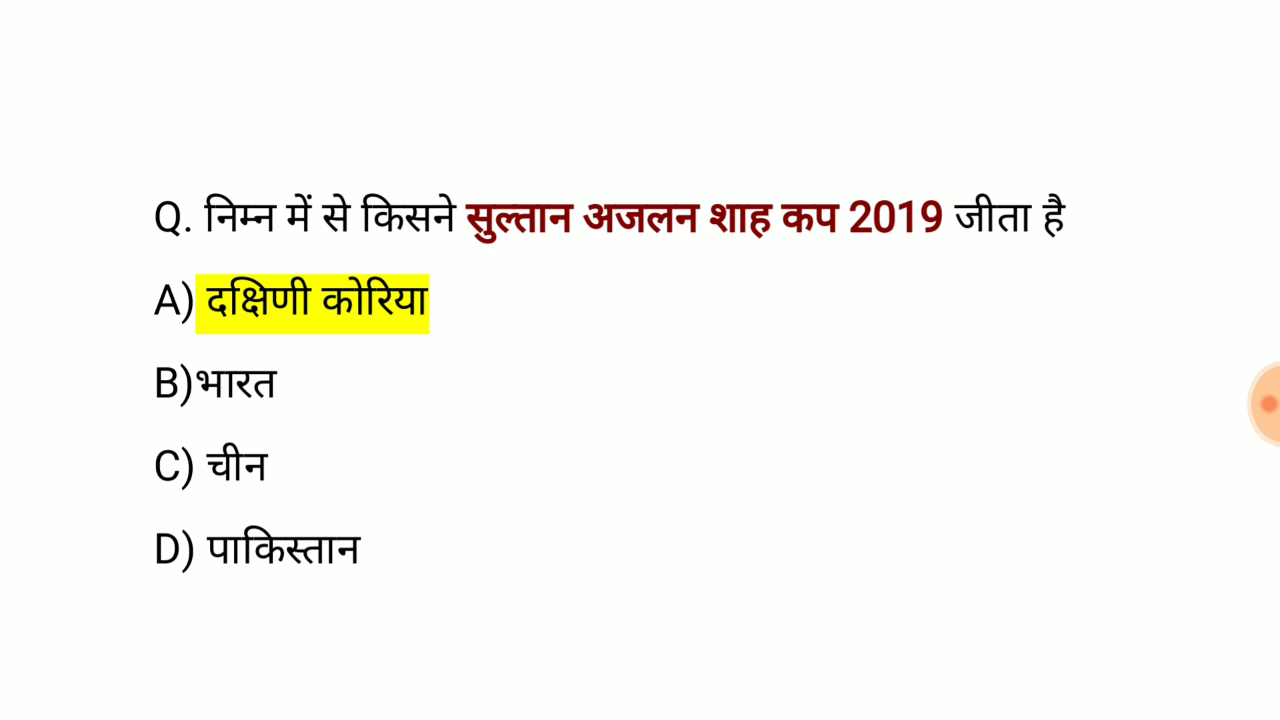 Q. निम्न में से किसने सुल्तान अजलन शाह कप 2019 जीता है
A) दक्षिणी कोरिया
B)भारत
C) चीन
D) पाकिस्तान